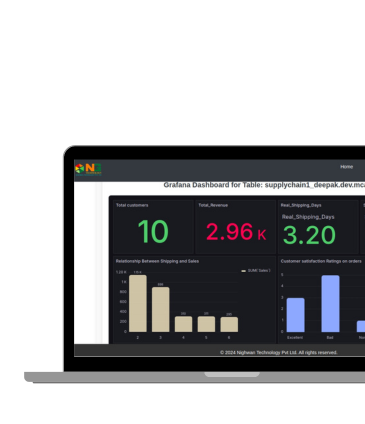 Home
Grafana Dashboard for Table: supplychain1_deepak.dev.mca
Total customers
Total_Revenue
Real_Shipping_Days
10
2.96 K
Real_Shipping_Days
3.20
Relationship Between Shipping and Sales
Customer satisfaction Ratings on orders
SUM( Sales )
1.20 K
1 K
800
600
400
200
0
2
3
4
5
6
5
4
3
2
1
0
Excellent
Bad
© 2024 Nighwan Technology Pvt Ltd. All rights reserved.